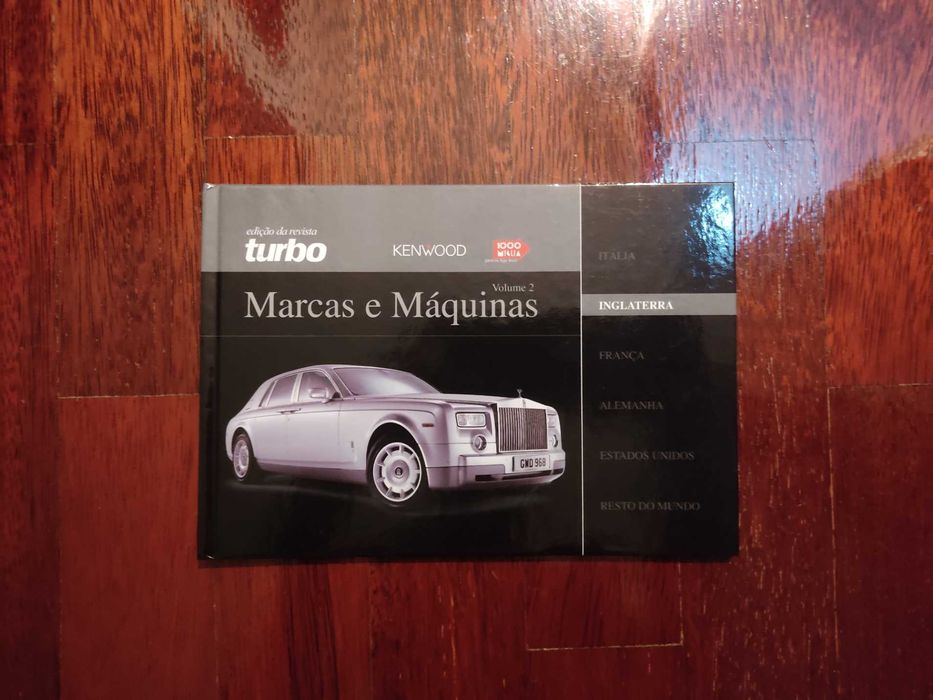 edição da revista
turbo
KENWOOD
1000
MIGLIA
Volume 2
Marcas e Máquinas
GWD 968
ITÁLIA
INGLATERRA
FRANÇA
ALEMANHA
ESTADOS UNIDOS
RESTO DO MUNDO